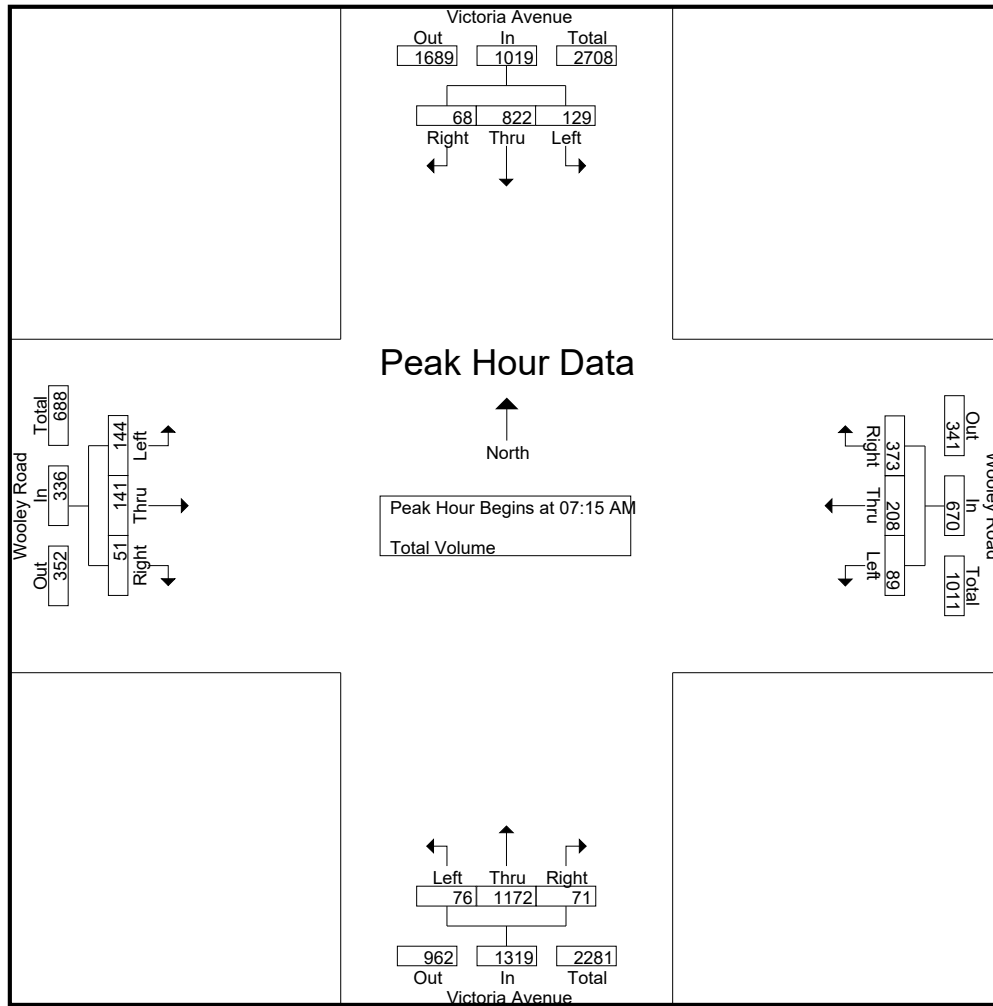 Victoria Avenue
Out In Total
1689 1019 2708
68 822 129
Right Thru Left
Peak Hour Data
North
Peak Hour Begins at 07:15 AM
Total Volume
Wooley Road
Out In Total
352 336 688
51 141 144
Right Thru Left
Wooley Road
Out In Total
341 670 1011
373 208 89
Right Thru Left
Left Thru Right
76 1172 71
962 1319 2281
Out In Total
Victoria Avenue